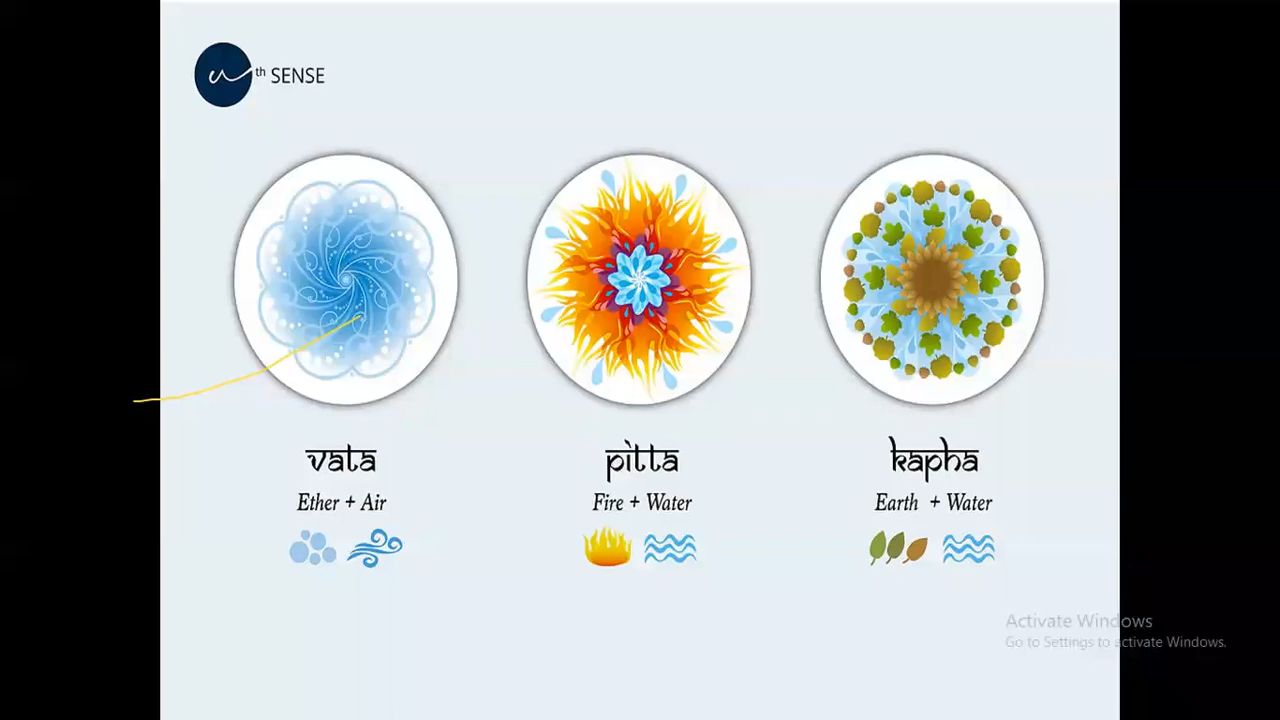 th SENSE
vata
pitta
kapha
Ether + Air
Fire + Water
Earth + Water
Activate Windows
Go to Settings to activate Windows.